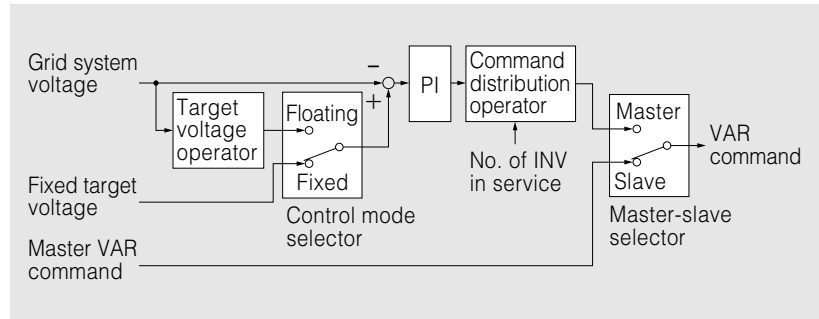 Grid system
voltage
Target
voltage
operator
Floating
Fixed
Control mode
selector
−
+
PI
Command
distribution
operator
No. of INV
in service
Master
Slave
Master-slave
selector
VAR
command
Fixed target
voltage
Master VAR
command